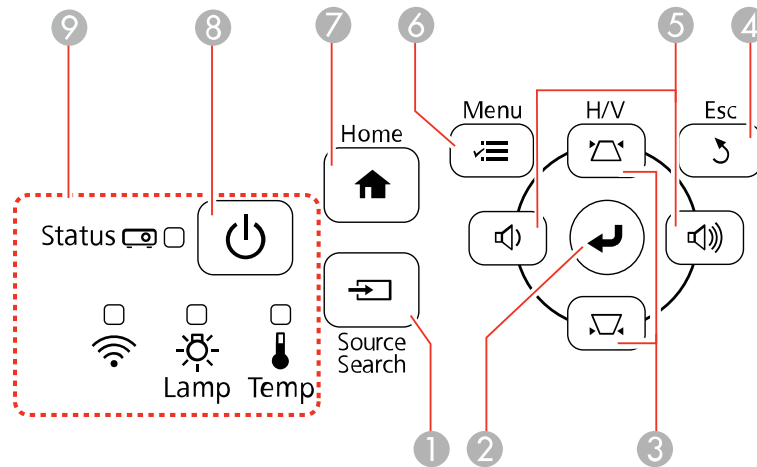 9
8
7
6
5
4
Menu
H/V
Esc
Home
Status
Source
Search
Lamp
Temp
1
2
3